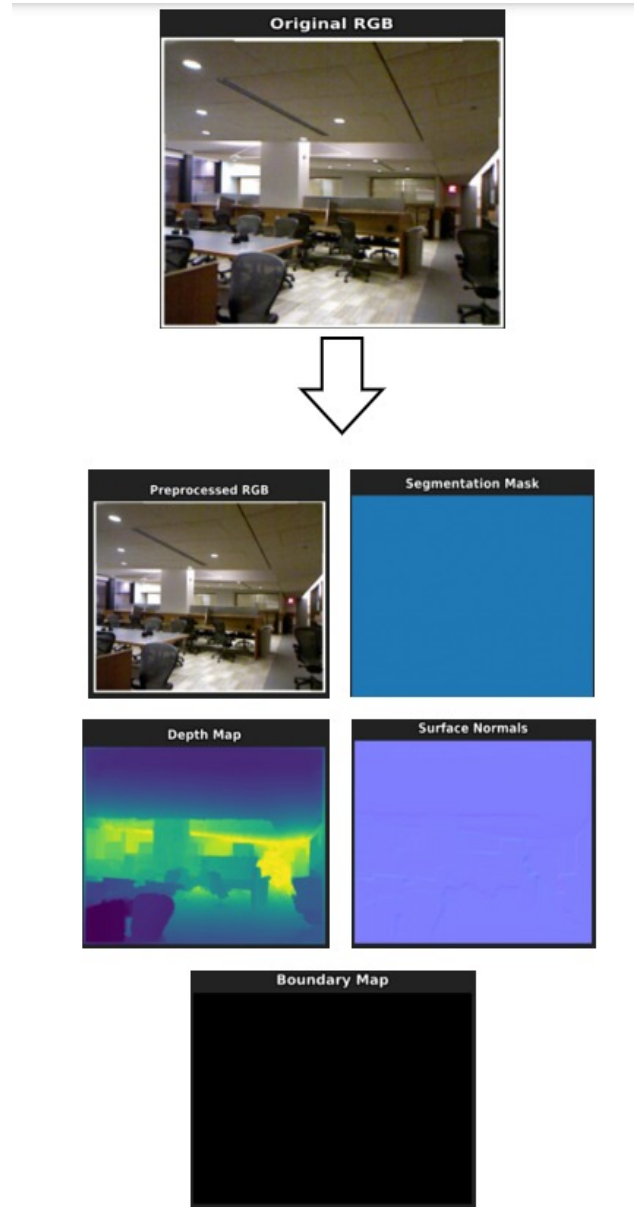 Original RGB
Preprocessed RGB
Segmentation Mask
Depth Map
Surface Normals
Boundary Map